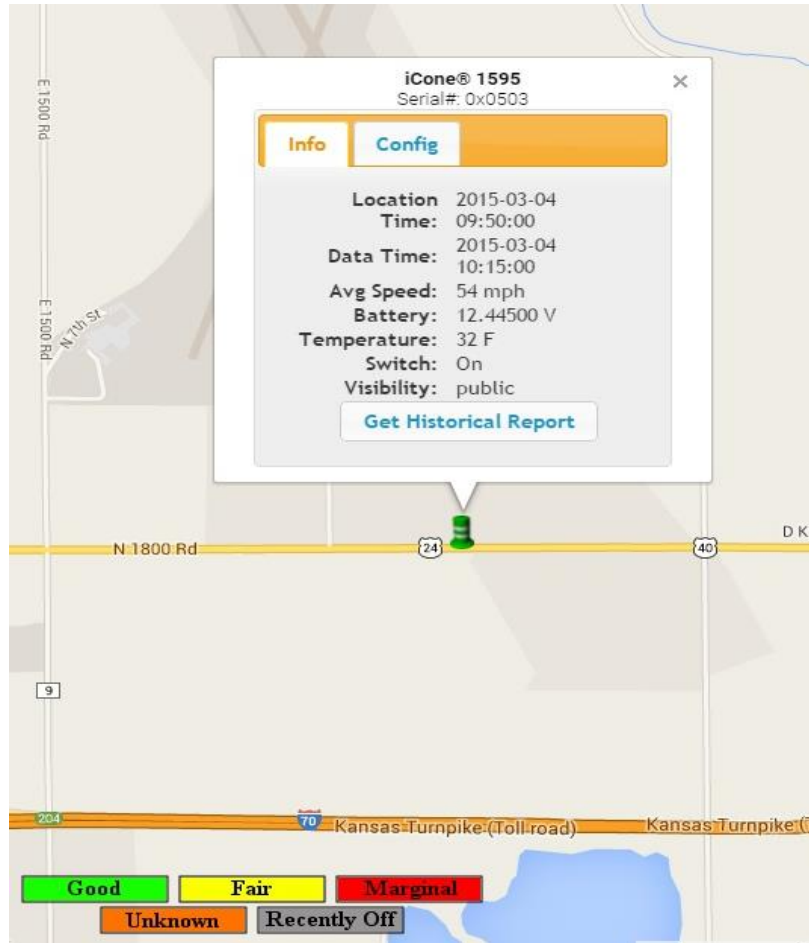 E 1500 Rd
iCone® 1595
Serial#: 0x0503
Info Config
Location Time: 2015-03-04 09:50:00
Data Time: 2015-03-04 10:15:00
Avg Speed: 54 mph
Battery: 12.44500 V
Temperature: 32 F
Switch: On
Visibility: public
Get Historical Report
E 1500 Rd
N 7th St
N 1800 Rd
24
40
D K
9
204
70
Kansas Turnpike (Toll road)
Kansas Turnpike (T
Good Fair Marginal
Unknown Recently Off